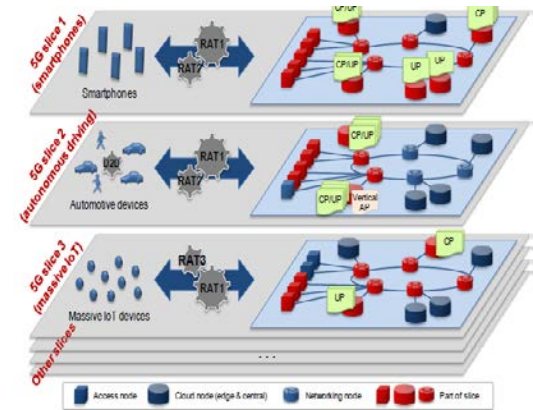 5G slice 1
(smartphones)
Smartphones
RAT1
RAT2
CP/UP
CP
CP/UP
UP
UP
5G slice 2
(autonomous driving)
D2D
Automotive devices
RAT1
RAT2
CP/UP
CP/UP
Vertical
AP
5G slice 3
(massive IoT)
Massive IoT devices
RAT3
RAT1
CP
UP
Other slices
...
Access node
Cloud node (edge & central)
Networking node
Part of slice